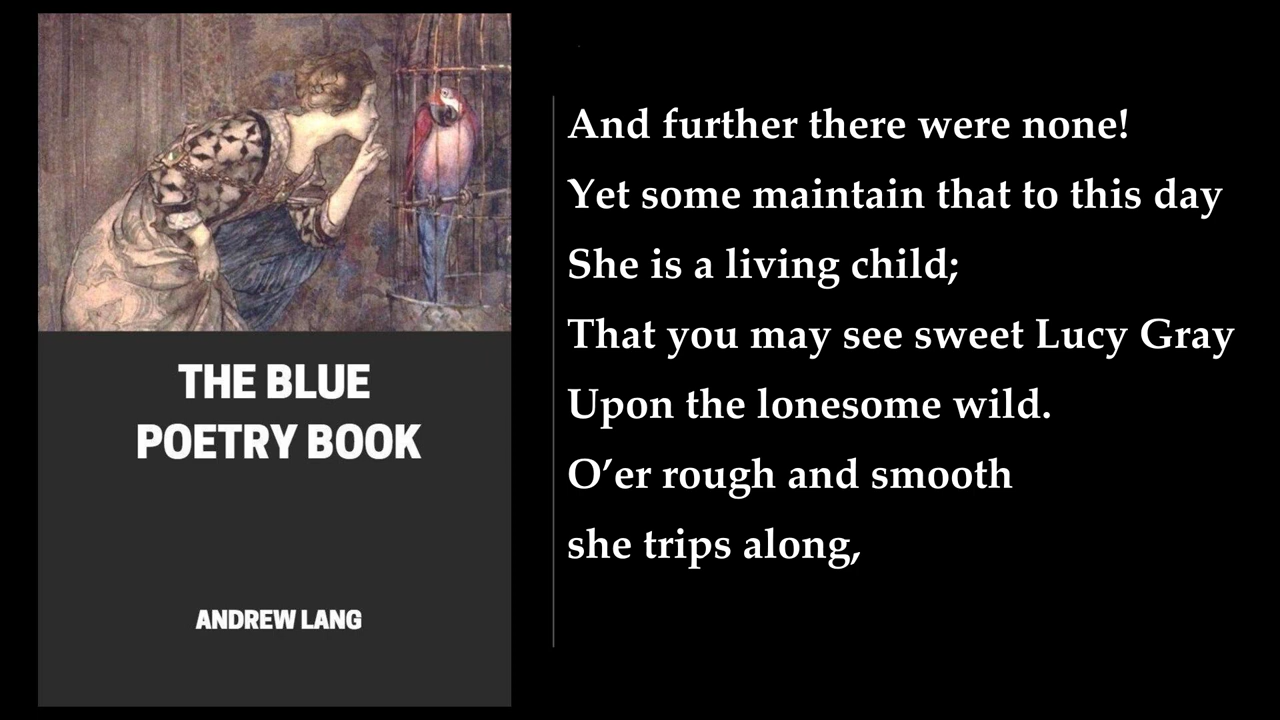 THE BLUE
POETRY BOOK
ANDREW LANG
And further there were none!
Yet some maintain that to this day
She is a living child;
That you may see sweet Lucy Gray
Upon the lonesome wild.
O’er rough and smooth
she trips along,